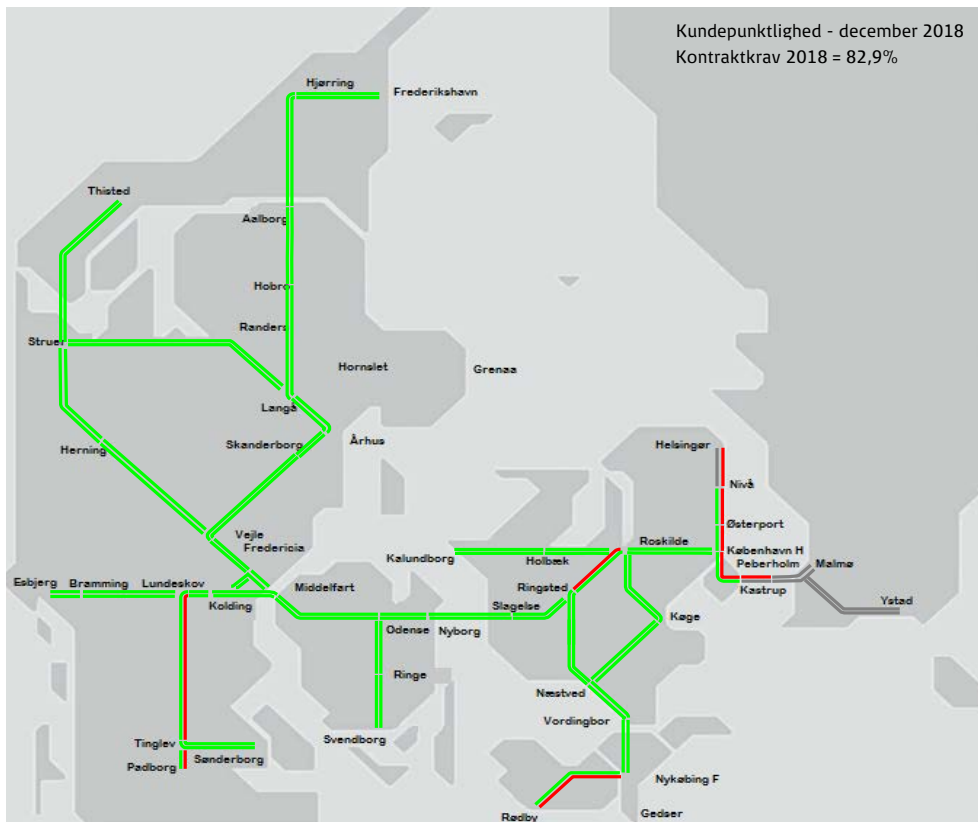 Kundepunktlighed - december 2018
Kontraktkrav 2018 = 82,9%
Hjørring
Frederikshavn
Thisted
Aalborg
Hobro
Randers
Struer
Hornslet
Grenaa
Langå
Århus
Skanderborg
Herning
Helsingør
Nivå
Østerport
Vejle
Fredericia
Roskilde
København H
Kalundborg
Holbæk
Peberholm
Malmø
Esbjerg
Bramming
Lundeskov
Middelfart
Ringsted
Kastrup
Kolding
Slagelse
Ystad
Køge
Odense
Nyborg
Ringe
Næstved
Vordingbor
Svendborg
Tinglev
Sønderborg
Padborg
Nykøbing F
Rødby
Gedser